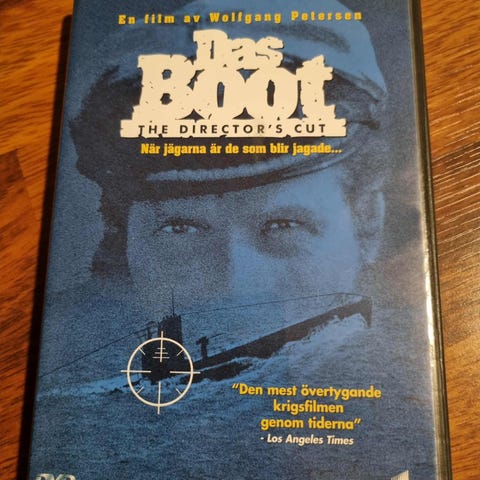 En film av Wolfgang Petersen
Das
Boot
THE DIRECTOR'S CUT
När jägarna är de som blir jagade...
"Den mest övertygande
krigsfilmen
genom tiderna"
- Los Angeles Times